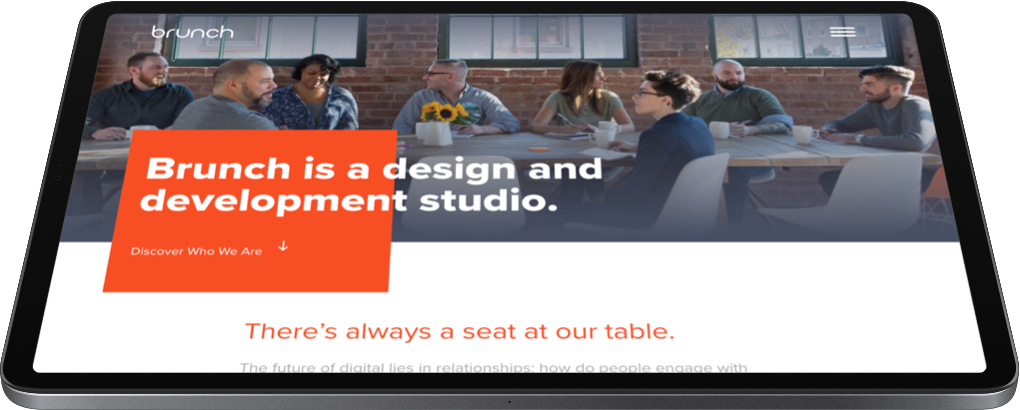 brunch
Brunch is a design and
development studio.
Discover Who We Are
There's always a seat at our table.
The future of digital lies in relationships: how do people engage with